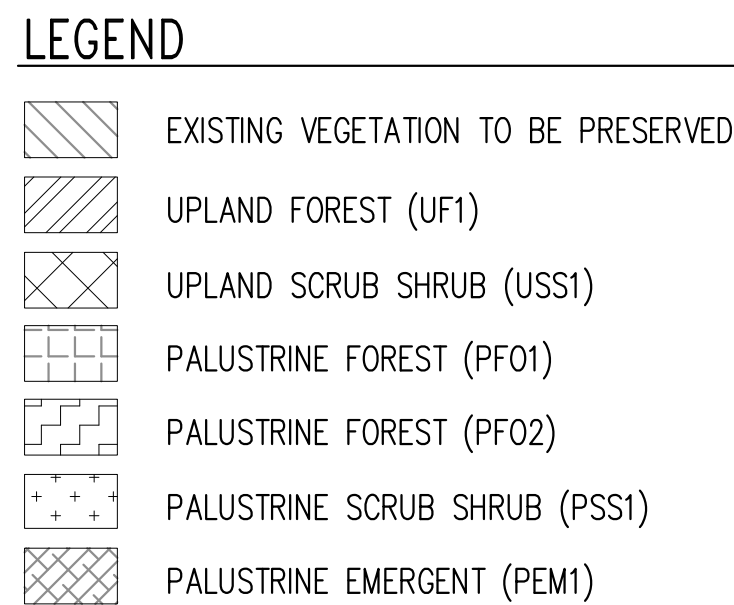 LEGEND
EXISTING VEGETATION TO BE PRESERVED
UPLAND FOREST (UF1)
UPLAND SCRUB SHRUB (USS1)
PALUSTRINE FOREST (PFO1)
PALUSTRINE FOREST (PFO2)
PALUSTRINE SCRUB SHRUB (PSS1)
PALUSTRINE EMERGENT (PEM1)